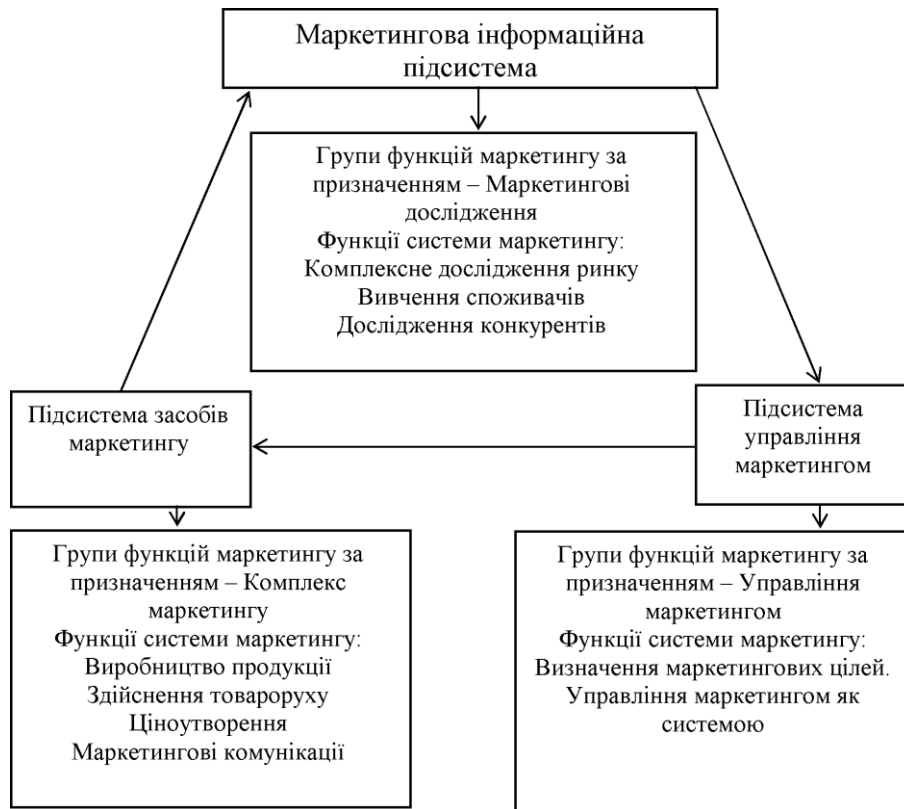 Маркетингова інформаційна
підсистема
Групи функцій маркетингу за
призначенням – Маркетингові
дослідження
Функції системи маркетингу:
Комплексне дослідження ринку
Вивчення споживачів
Дослідження конкурентів
Підсистема засобів
маркетингу
Підсистема
управління
маркетингом
Групи функцій маркетингу за
призначенням – Комплекс
маркетингу
Функції системи маркетингу:
Виробництво продукції
Здійснення товароруху
Ціноутворення
Маркетингові комунікації
Групи функцій маркетингу за
призначенням – Управління
маркетингом
Функції системи маркетингу:
Визначення маркетингових цілей.
Управління маркетингом як
системою